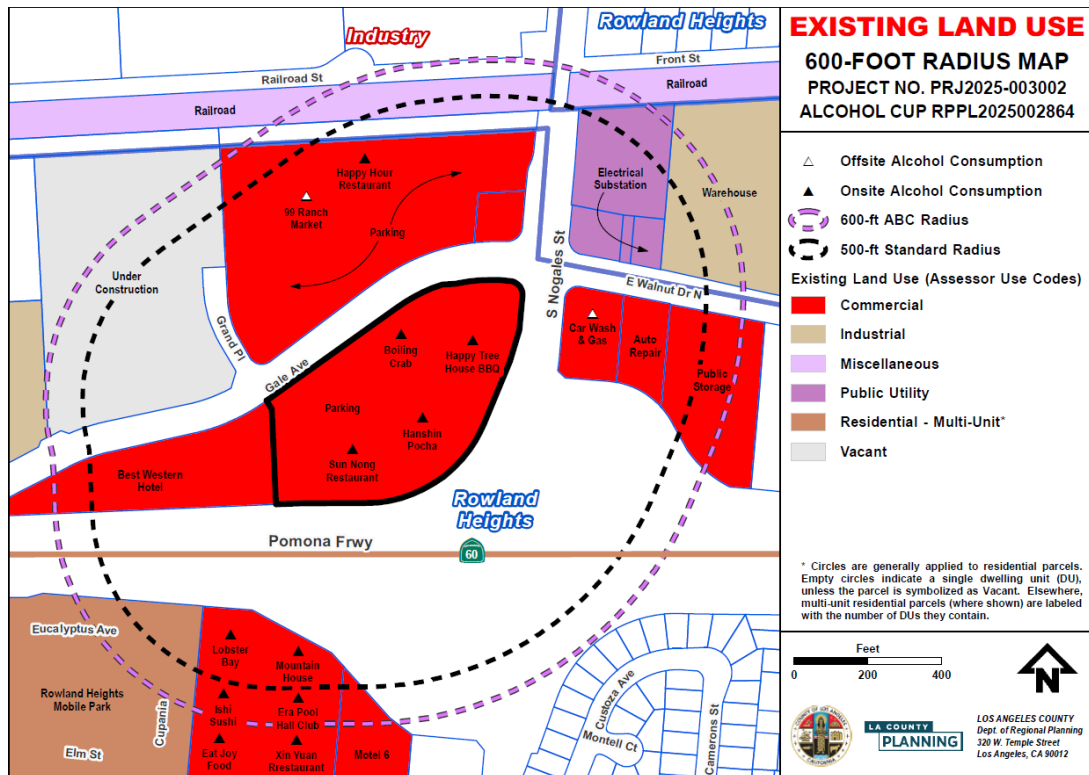 Rowland Heights
Industry
Front St
Railroad St
Railroad
Railroad
Happy Hour
Restaurant
Electrical
Substation
Warehouse
99 Ranch
Market
Parking
Under
Construction
S Nogales St
E Walnut Dr N
Grand Pl
Gale Ave
Car Wash
& Gas
Auto
Repair
Public
Storage
Boiling
Crab
Happy Tree
House BBQ
Parking
Hanshin
Pocha
Sun Nong
Restaurant
Best Western
Hotel
Rowland
Heights
Pomona Frwy
60
Eucalyptus Ave
Lobster
Bay
Mountain
House
Rowland Heights
Mobile Park
Cupania
Ishi
Sushi
Era Pool
Hall Club
Elm St
Eat Joy
Food
Xin Yuan
Rrestaurant
Motel 6
Custoza Ave
Montell Ct
Camerons St
EXISTING LAND USE
600-FOOT RADIUS MAP
PROJECT NO. PRJ2025-003002
ALCOHOL CUP RPPL2025002864
Offsite Alcohol Consumption
Onsite Alcohol Consumption
600-ft ABC Radius
500-ft Standard Radius
Existing Land Use (Assessor Use Codes)
Commercial
Industrial
Miscellaneous
Public Utility
Residential - Multi-Unit*
Vacant
* Circles are generally applied to residential parcels.
Empty circles indicate a single dwelling unit (DU),
unless the parcel is symbolized as Vacant. Elsewhere,
multi-unit residential parcels (where shown) are labeled
with the number of DUs they contain.
Feet
0 200 400
N
LA COUNTY
PLANNING
LOS ANGELES COUNTY
Dept. of Regional Planning
320 W. Temple Street
Los Angeles, CA 90012